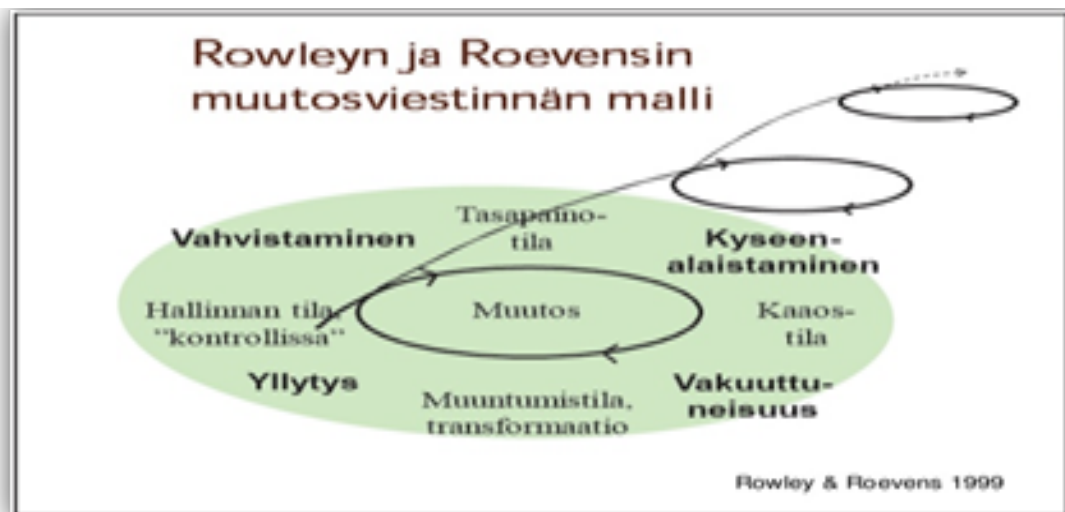 Rowleyn ja Roevensin
muutosviestinnän malli
Tasapaino-
tila
Vahvistaminen
Kyseen-
alaistaminen
Hallinnan tila,
"kontrollissa"
Muutos
Kaaos-
tila
Yllytys
Muuntumistila,
transformaatio
Vakuuttu-
neisuus
Rowley & Roevens 1999